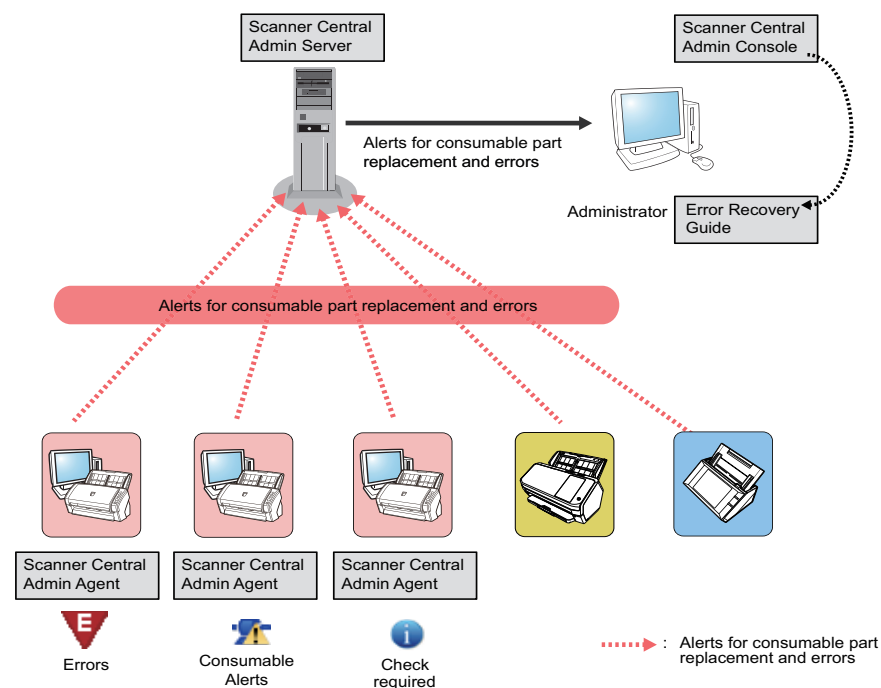 Scanner Central
Admin Server
Scanner Central
Admin Console
Alerts for consumable part
replacement and errors
Administrator
Error Recovery
Guide
Alerts for consumable part replacement and errors
Scanner Central
Admin Agent
Scanner Central
Admin Agent
Scanner Central
Admin Agent
E
Errors
Consumable
Alerts
i
Check
required
: Alerts for consumable part
replacement and errors